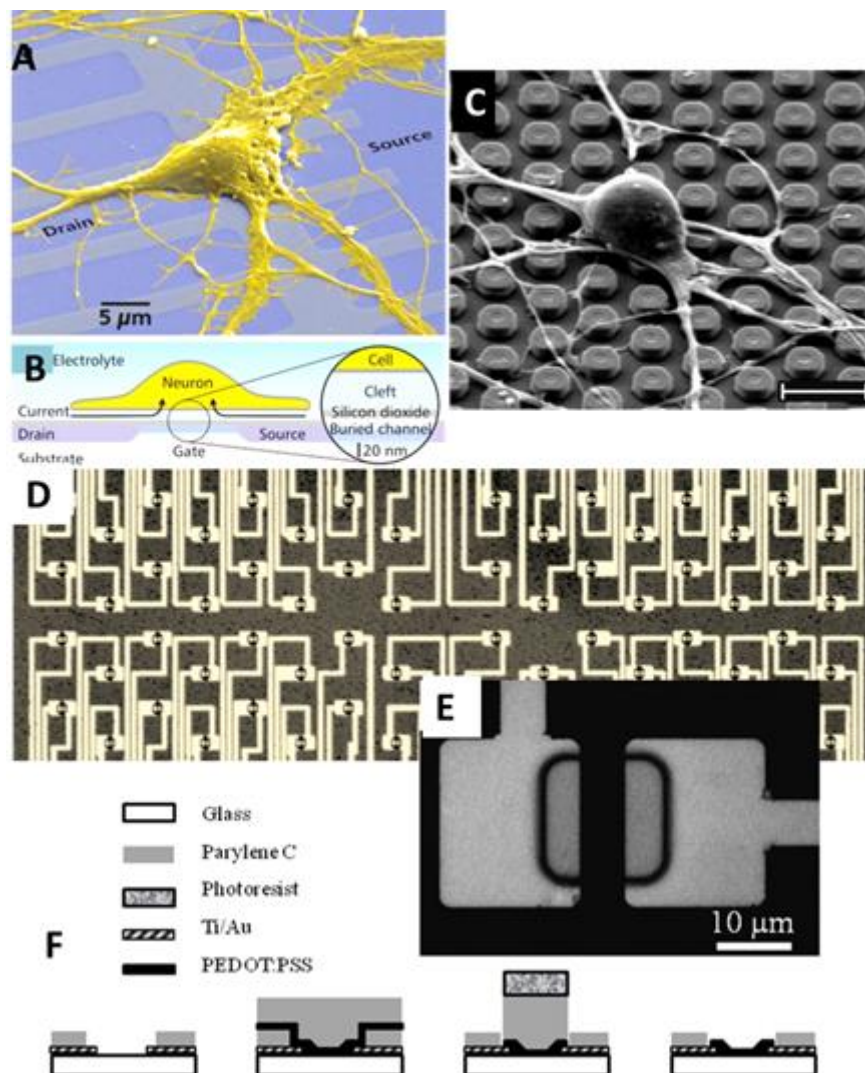 A
Source
Drain
5 µm
C
B
Electrolyte
Neuron
Current
Drain
Source
Gate
Substrate
Cell
Cleft
Silicon dioxide
Buried channel
20 nm
D
E
10 µm
Glass
Parylene C
Photoresist
Ti/Au
PEDOT:PSS
F